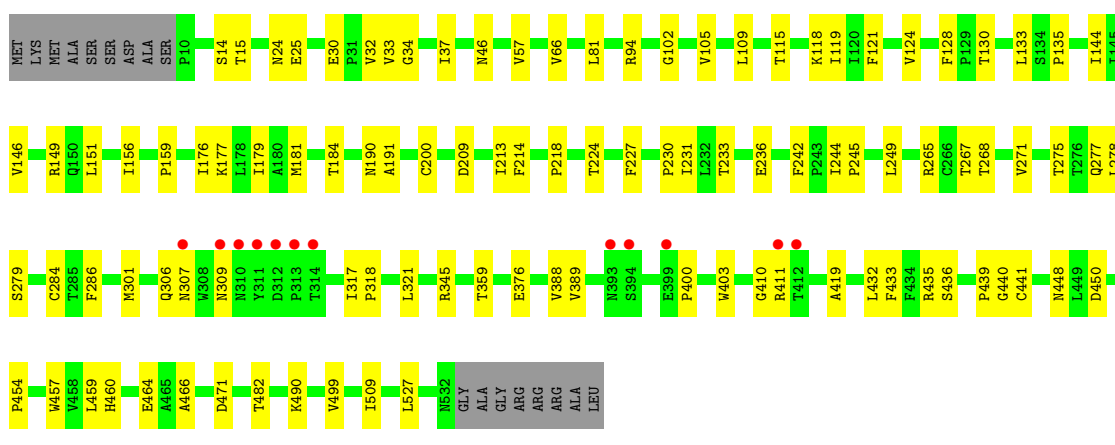 MET LYS MET ALA SER SER ASP ALA SER P10 S14 T15 N24 E25 E30 P31 V32 V33 G34 I37 N46 V57 V66 L81 R94 G102 V105 L109 T115 K118 I119 I120 F121 V124 F128 P129 T130 L133 S134 P135 I144 I145
V146 R149 Q150 L151 I156 P159 I176 K177 L178 I179 A180 M181 T184 N190 A191 C200 D209 I213 F214 P218 T224 F227 P230 I231 L232 T233 E236 F242 P243 I244 P245 L249 R265 C266 T267 T268 V271 T275 T276 Q277 L278
S279 C284 T285 F286 M301 Q306 N307 W308 N309 N310 Y311 D312 P313 T314 I317 P318 L321 R345 T359 E376 V388 V389 N393 S394 E399 P400 W403 G410 R411 T412 A419 L432 F433 F434 R435 S436 P439 G440 C441 N448 L449 D450
P454 W457 V458 L459 H460 E464 A465 A466 D471 T482 K490 V499 I509 L527 N532 GLY ALA GLY ARG ARG ARG ALA LEU